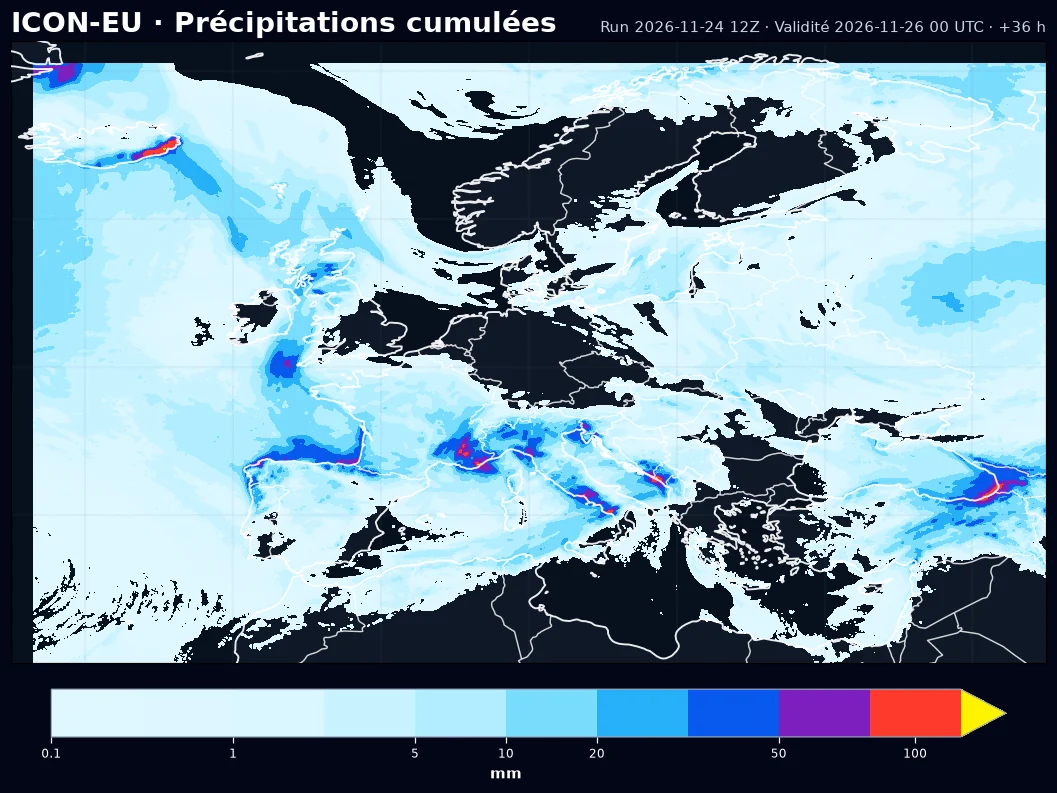 ICON-EU · Précipitations cumulées
Run 2026-11-24 12Z · Validité 2026-11-26 00 UTC · +36 h
0.1 1 5 10 20 50 100
mm